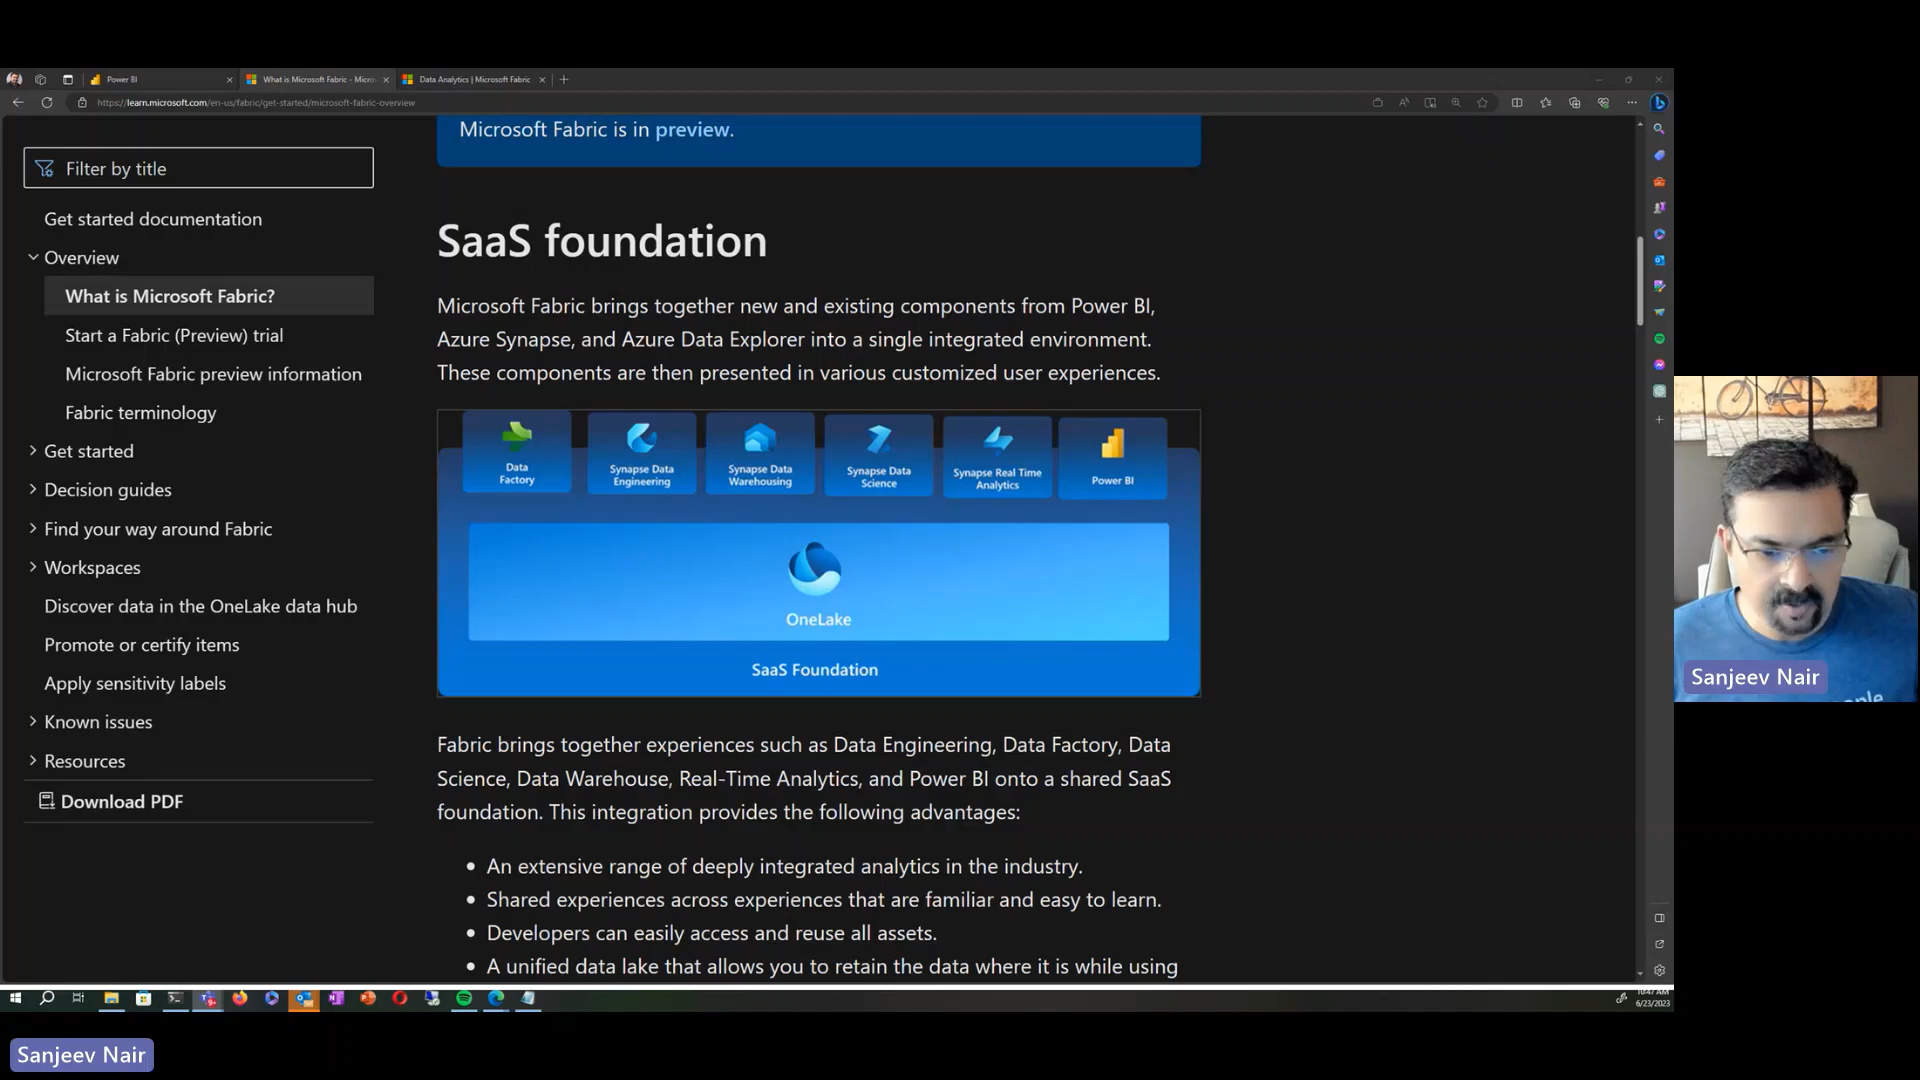 Power BI
What is Microsoft Fabric - Micro
Data Analytics | Microsoft Fabric
https://learn.microsoft.com/en-us/fabric/get-started/microsoft-fabric-overview
Microsoft Fabric is in preview.
Filter by title
Get started documentation
Overview
What is Microsoft Fabric?
Start a Fabric (Preview) trial
Microsoft Fabric preview information
Fabric terminology
Get started
Decision guides
Find your way around Fabric
Workspaces
Discover data in the OneLake data hub
Promote or certify items
Apply sensitivity labels
Known issues
Resources
Download PDF
SaaS foundation
Microsoft Fabric brings together new and existing components from Power BI,
Azure Synapse, and Azure Data Explorer into a single integrated environment.
These components are then presented in various customized user experiences.
Data
Factory
Synapse Data
Engineering
Synapse Data
Warehousing
Synapse Data
Science
Synapse Real Time
Analytics
Power BI
OneLake
SaaS Foundation
Fabric brings together experiences such as Data Engineering, Data Factory, Data
Science, Data Warehouse, Real-Time Analytics, and Power BI onto a shared SaaS
foundation. This integration provides the following advantages:
• An extensive range of deeply integrated analytics in the industry.
• Shared experiences across experiences that are familiar and easy to learn.
• Developers can easily access and reuse all assets.
• A unified data lake that allows you to retain the data where it is while using
10:47 AM
6/23/2023
Sanjeev Nair
Sanjeev Nair